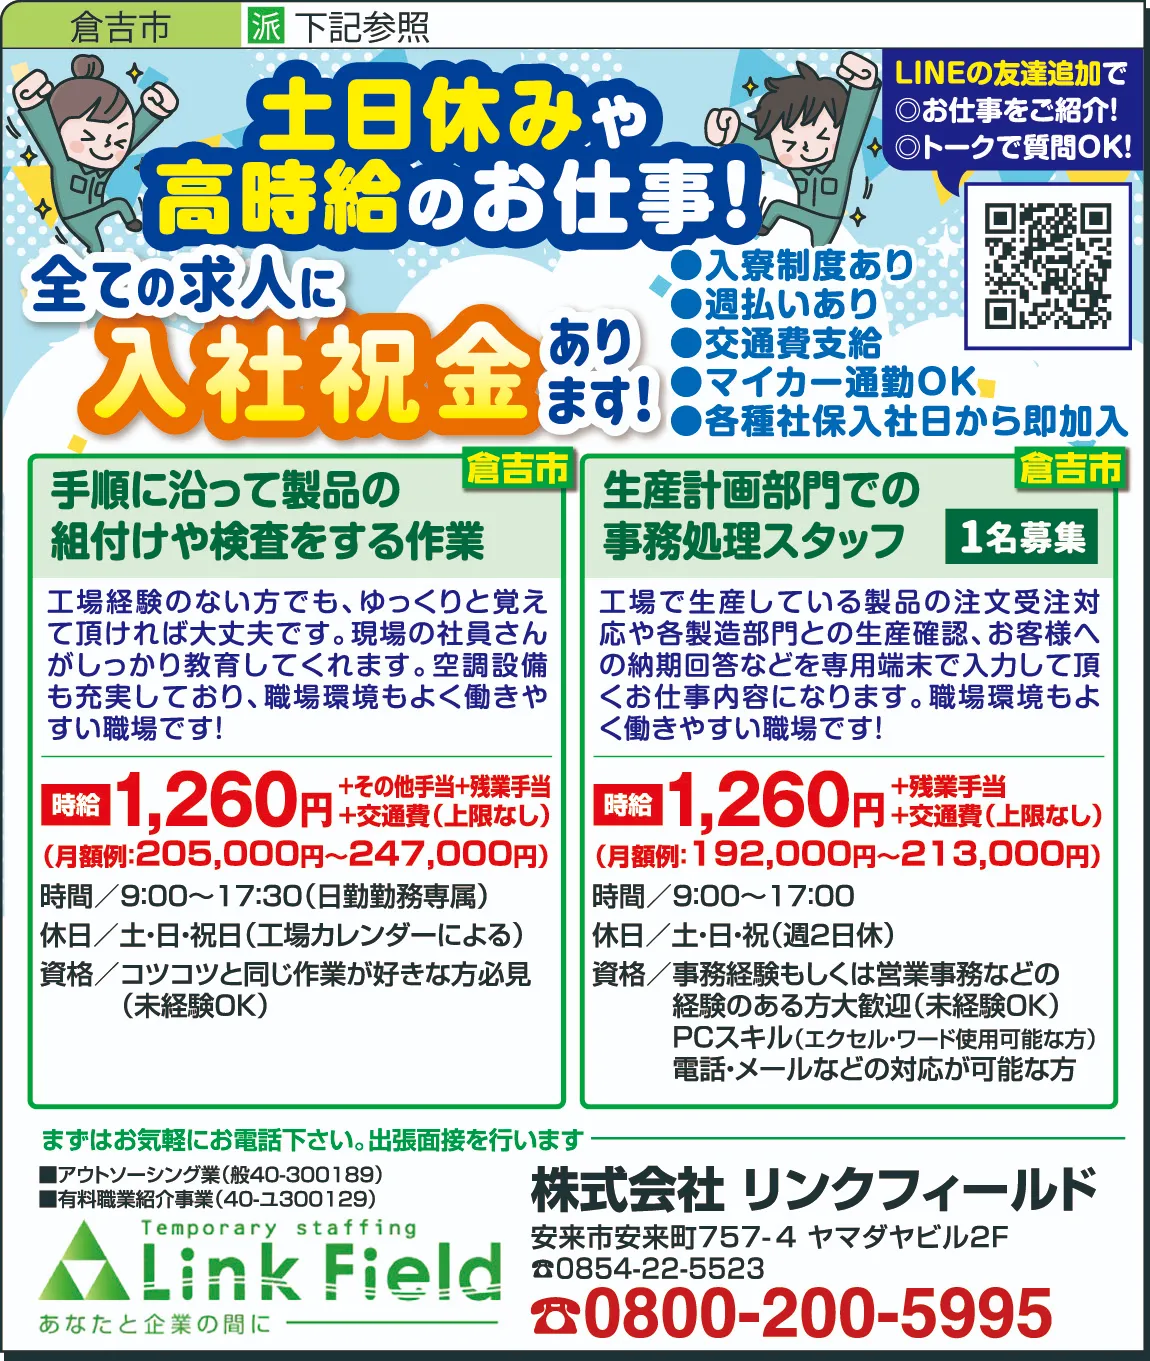 倉吉市
派 下記参照
LINEの友達追加で
◎お仕事をご紹介!
◎トークで質問OK!
土日休みや
高時給のお仕事!
全ての求人に
入社祝金あります!
●入寮制度あり
●週払いあり
●交通費支給
●マイカー通勤OK
●各種社保入社日から即加入
倉吉市
手順に沿って製品の
組付けや検査をする作業
工場経験のない方でも、ゆっくりと覚え
て頂ければ大丈夫です。現場の社員さん
がしっかり教育してくれます。空調設備
も充実しており、職場環境もよく働きや
すい職場です!
時給1,260円+その他手当+残業手当
+交通費(上限なし)
(月額例:205,000円〜247,000円)
時間/9:00〜17:30(日勤勤務専属)
休日/土・日・祝日(工場カレンダーによる)
資格/コツコツと同じ作業が好きな方必見
(未経験OK)
倉吉市
生産計画部門での
事務処理スタッフ 1名募集
工場で生産している製品の注文受注対
応や各製造部門との生産確認、お客様へ
の納期回答などを専用端末で入力して頂
くお仕事内容になります。職場環境もよ
く働きやすい職場です!
時給1,260円+残業手当
+交通費(上限なし)
(月額例:192,000円〜213,000円)
時間/9:00〜17:00
休日/土・日・祝(週2日休)
資格/事務経験もしくは営業事務などの
経験のある方大歓迎(未経験OK)
PCスキル(エクセル・ワード使用可能な方)
電話・メールなどの対応が可能な方
まずはお気軽にお電話下さい。出張面接を行います
■アウトソーシング業(般40-300189)
■有料職業紹介事業(40-ユ300129)
Temporary staffing
Link Field
あなたと企業の間に
株式会社 リンクフィールド
安来市安来町757-4 ヤマダヤビル2F
☎0854-22-5523
☎0800-200-5995